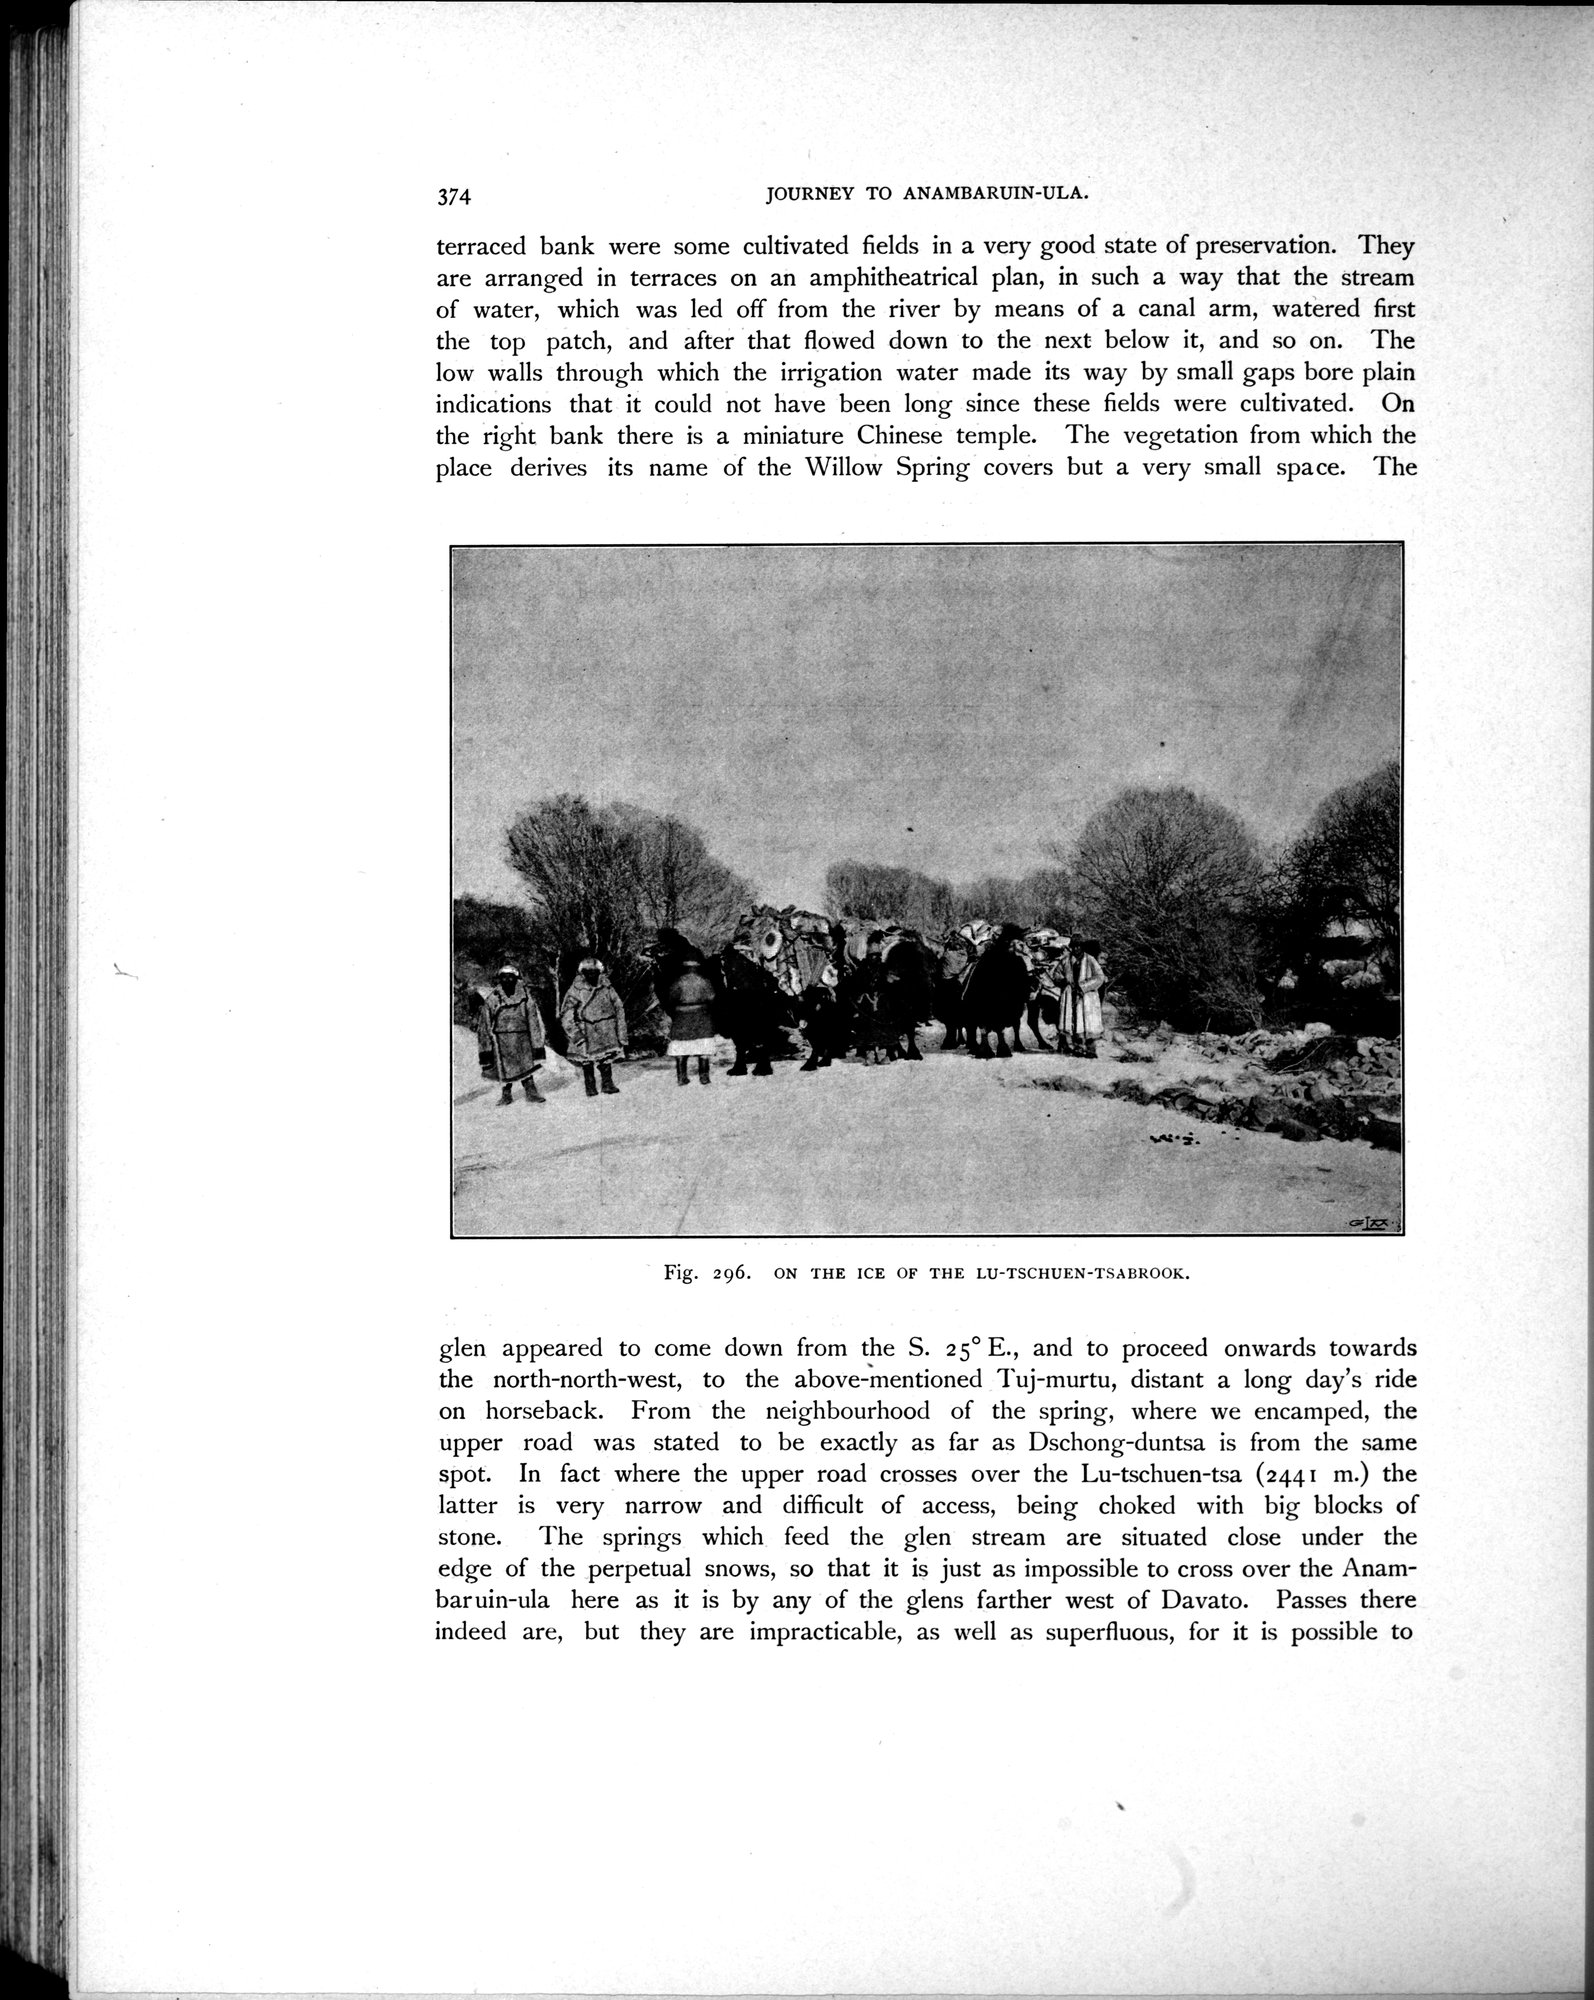 374
JOURNEY TO ANAMBARUIN-ULA.
terraced bank were some cultivated fields in a very good state of preservation. They
are arranged in terraces on an amphitheatrical plan, in such a way that the stream
of water, which was led off from the river by means of a canal arm, watered first
the top patch, and after that flowed down to the next below it, and so on. The
low walls through which the irrigation water made its way by small gaps bore plain
indications that it could not have been long since these fields were cultivated. On
the right bank there is a miniature Chinese temple. The vegetation from which the
place derives its name of the Willow Spring covers but a very small space. The
Fig. 296. ON THE ICE OF THE LU-TSCHUEN-TSABROOK.
glen appeared to come down from the S. 25° E., and to proceed onwards towards
the north-north-west, to the above-mentioned Tuj-murtu, distant a long day's ride
on horseback. From the neighbourhood of the spring, where we encamped, the
upper road was stated to be exactly as far as Dschong-duntsa is from the same
spot. In fact where the upper road crosses over the Lu-tschuen-tsa (2441 m.) the
latter is very narrow and difficult of access, being choked with big blocks of
stone. The springs which feed the glen stream are situated close under the
edge of the perpetual snows, so that it is just as impossible to cross over the Anam-
baruin-ula here as it is by any of the glens farther west of Davato. Passes there
indeed are, but they are impracticable, as well as superfluous, for it is possible to